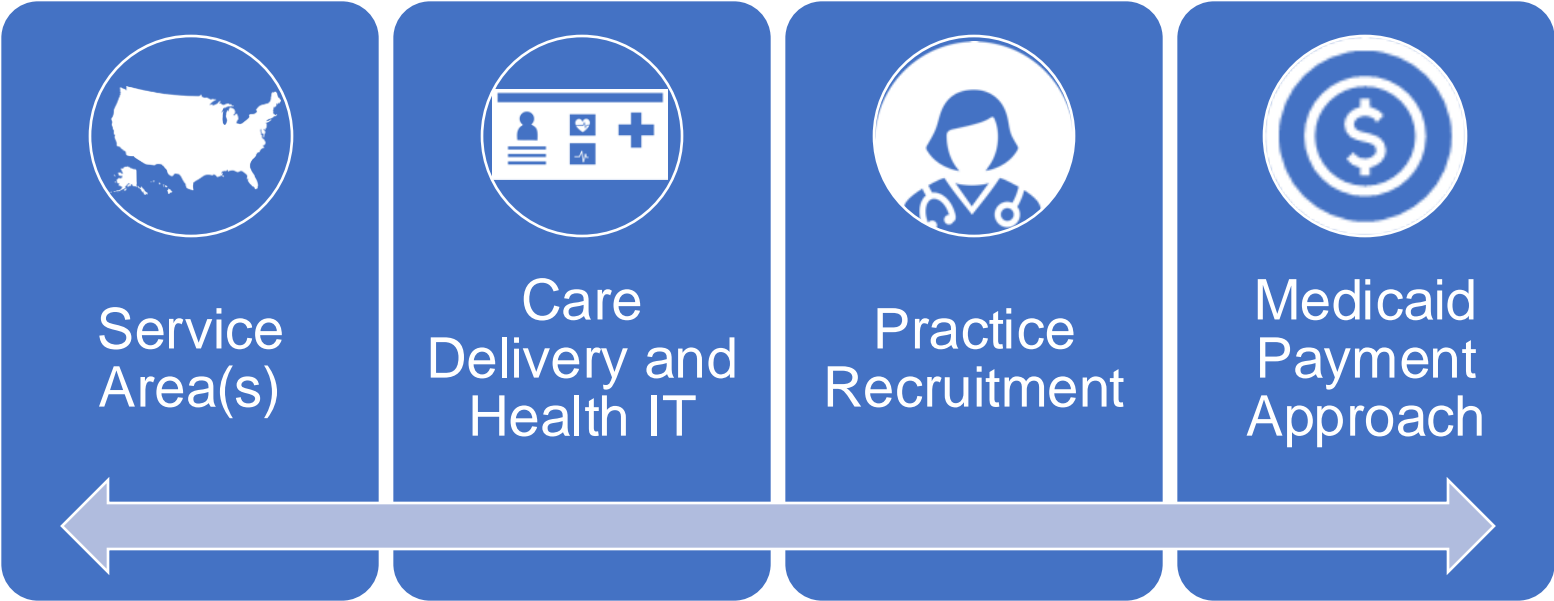 Service
Area(s)
Care
Delivery and
Health IT
Practice
Recruitment
Medicaid
Payment
Approach